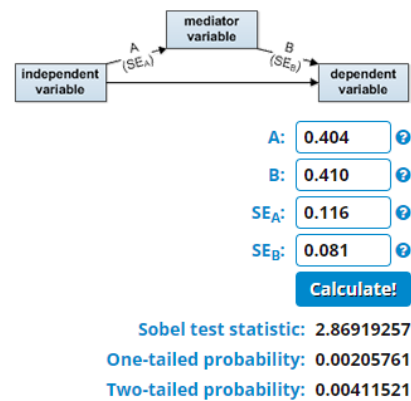 mediator
variable
A
(SEA)
B
(SEB)
independent
variable
dependent
variable
A: 0.404 ?
B: 0.410 ?
SEA: 0.116 ?
SEB: 0.081 ?
Calculate!
Sobel test statistic: 2.86919257
One-tailed probability: 0.00205761
Two-tailed probability: 0.00411521